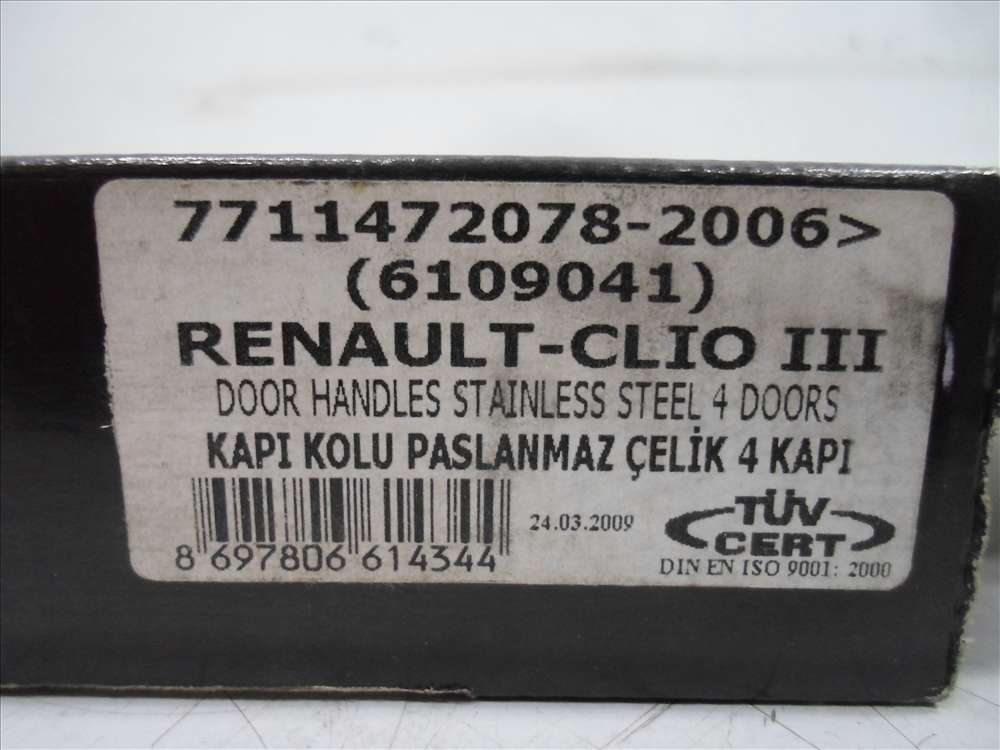 7711472078-2006>
(6109041)
RENAULT-CLIO III
DOOR HANDLES STAINLESS STEEL 4 DOORS
KAPI KOLU PASLANMAZ ÇELİK 4 KAPI
8 697806 614344
24.03.2009
TÜV
CERT
DIN EN ISO 9001: 2000